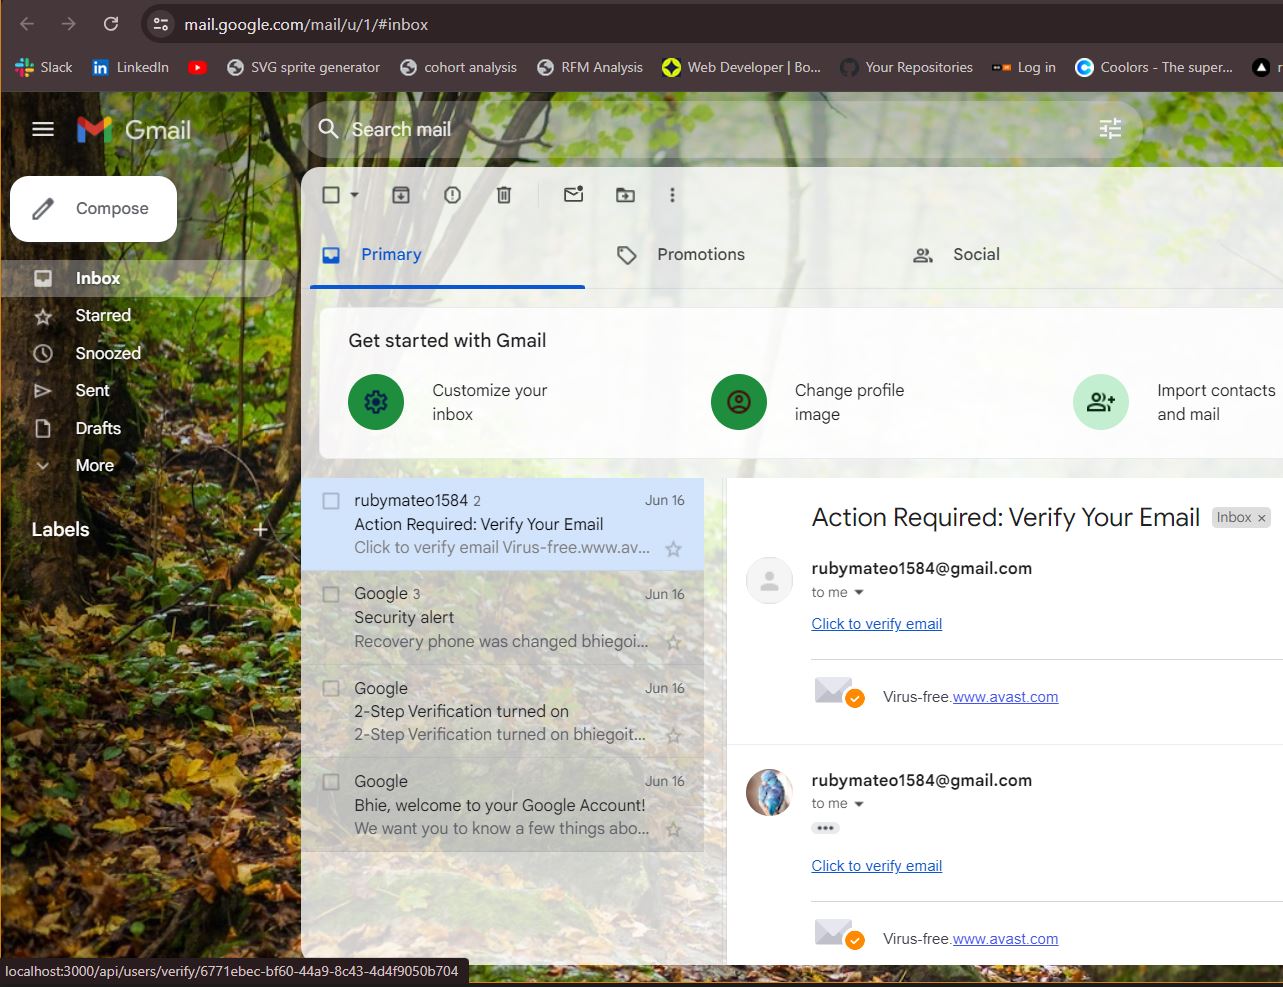 mail.google.com/mail/u/1/#inbox
Slack
LinkedIn
SVG sprite generator
cohort analysis
RFM Analysis
Web Developer | Bo...
Your Repositories
Log in
Coolors - The super...
r
Gmail
Search mail
Compose
Inbox
Starred
Snoozed
Sent
Drafts
More
Labels
Primary
Promotions
Social
Get started with Gmail
Customize your
inbox
Change profile
image
Import contacts
and mail
rubymateo1584 2 Jun 16
Action Required: Verify Your Email
Click to verify email Virus-free.www.av...
Google 3 Jun 16
Security alert
Recovery phone was changed bhiegoi...
Google Jun 16
2-Step Verification turned on
2-Step Verification turned on bhiegoit...
Google Jun 16
Bhie, welcome to your Google Account!
We want you to know a few things abo...
Action Required: Verify Your Email Inbox ×
rubymateo1584@gmail.com
to me
Click to verify email
Virus-free.www.avast.com
rubymateo1584@gmail.com
to me
Click to verify email
Virus-free.www.avast.com
localhost:3000/api/users/verify/6771ebec-bf60-44a9-8c43-4d4f9050b704